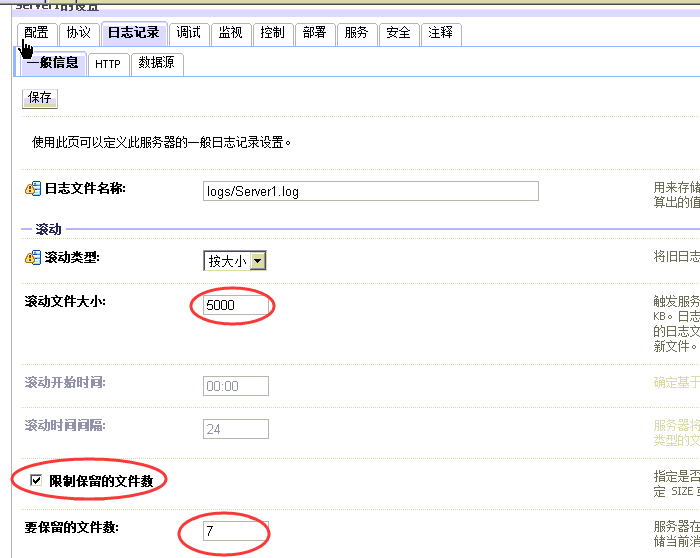 Server1的设置
配置 协议 日志记录 调试 监视 控制 部署 服务 安全 注释
一般信息 HTTP 数据源
保存
使用此页可以定义此服务器的一般日志记录设置。
日志文件名称: logs/Server1.log 用来存储
算出的值
滚动
滚动类型: 按大小 将旧日志
滚动文件大小: 5000 触发服务
KB。日志
的日志文
新文件。
滚动开始时间: 00:00 确定基于
滚动时间间隔: 24 服务器将
类型的文
限制保留的文件数 指定是否
定 SIZE 或
要保留的文件数: 7 服务器在
储当前消